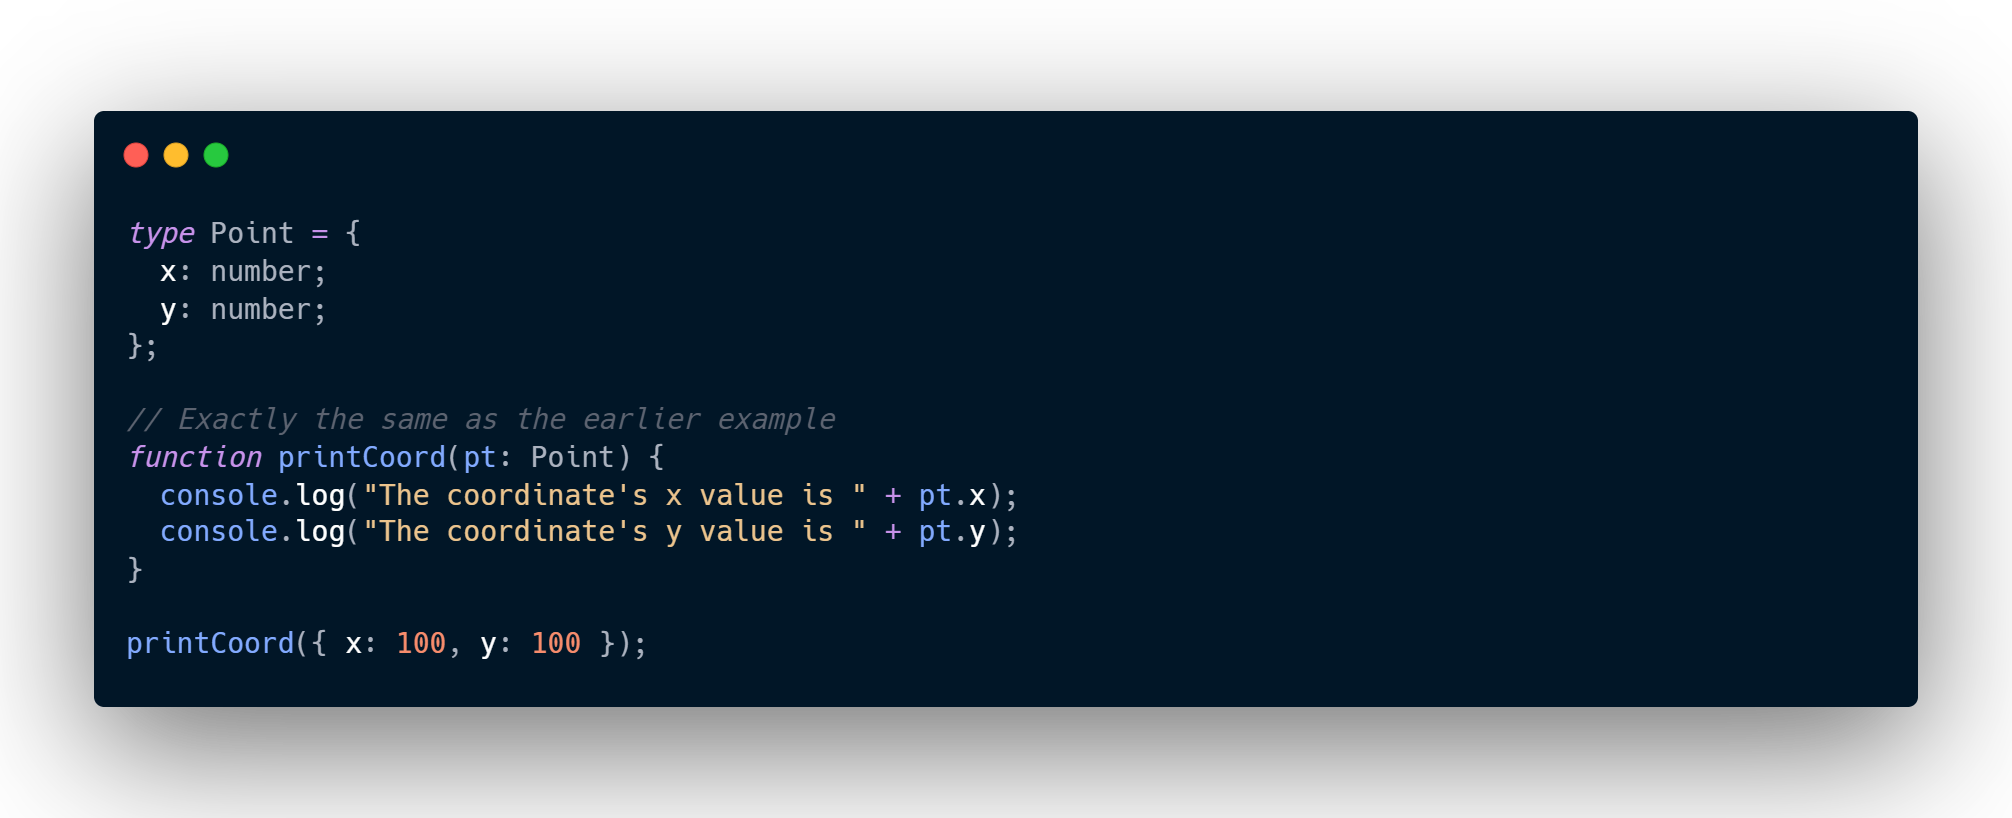 type Point = {
  x: number;
  y: number;
};

// Exactly the same as the earlier example
function printCoord(pt: Point) {
  console.log("The coordinate's x value is " + pt.x);
  console.log("The coordinate's y value is " + pt.y);
}

printCoord({ x: 100, y: 100 });